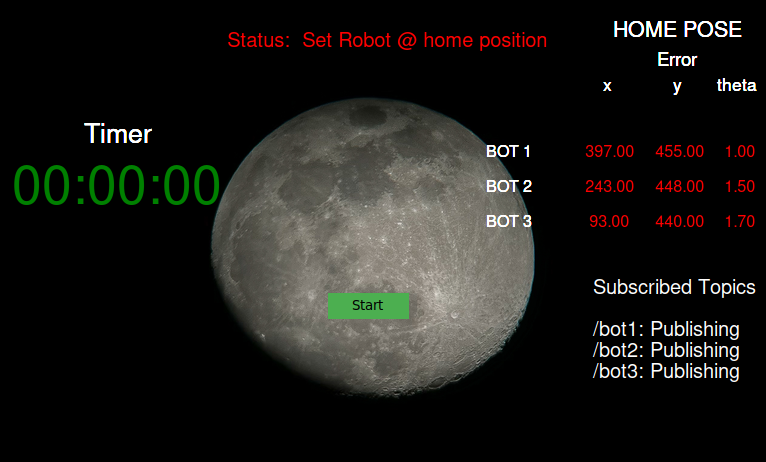 Status: Set Robot @ home position
HOME POSE
Error
x y theta
Timer
00:00:00
BOT 1 397.00 455.00 1.00
BOT 2 243.00 448.00 1.50
BOT 3 93.00 440.00 1.70
Start
Subscribed Topics
/bot1: Publishing
/bot2: Publishing
/bot3: Publishing